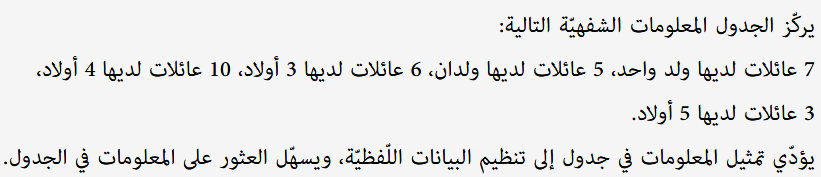 يركّز الجدول المعلومات الشفهيّة التالية:
7 عائلات لديها ولد واحد، 5 عائلات لديها ولدان، 6 عائلات لديها 3 أولاد، 10 عائلات لديها 4 أولاد،
3 عائلات لديها 5 أولاد.
يؤدّي تمثيل المعلومات في جدول إلى تنظيم البيانات اللّفظيّة، ويسهّل العثور على المعلومات في الجدول.